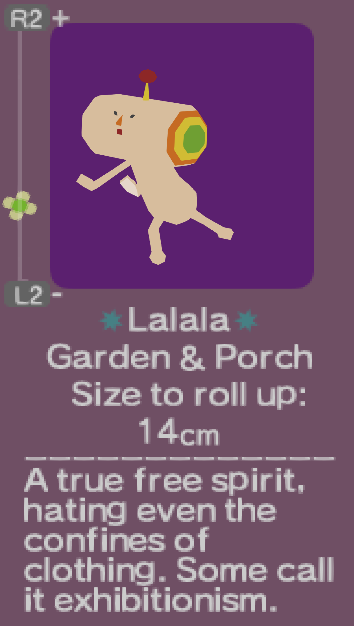 R2 +
L2 -
Lalala
Garden & Porch
Size to roll up:
14cm
A true free spirit,
hating even the
confines of
clothing. Some call
it exhibitionism.